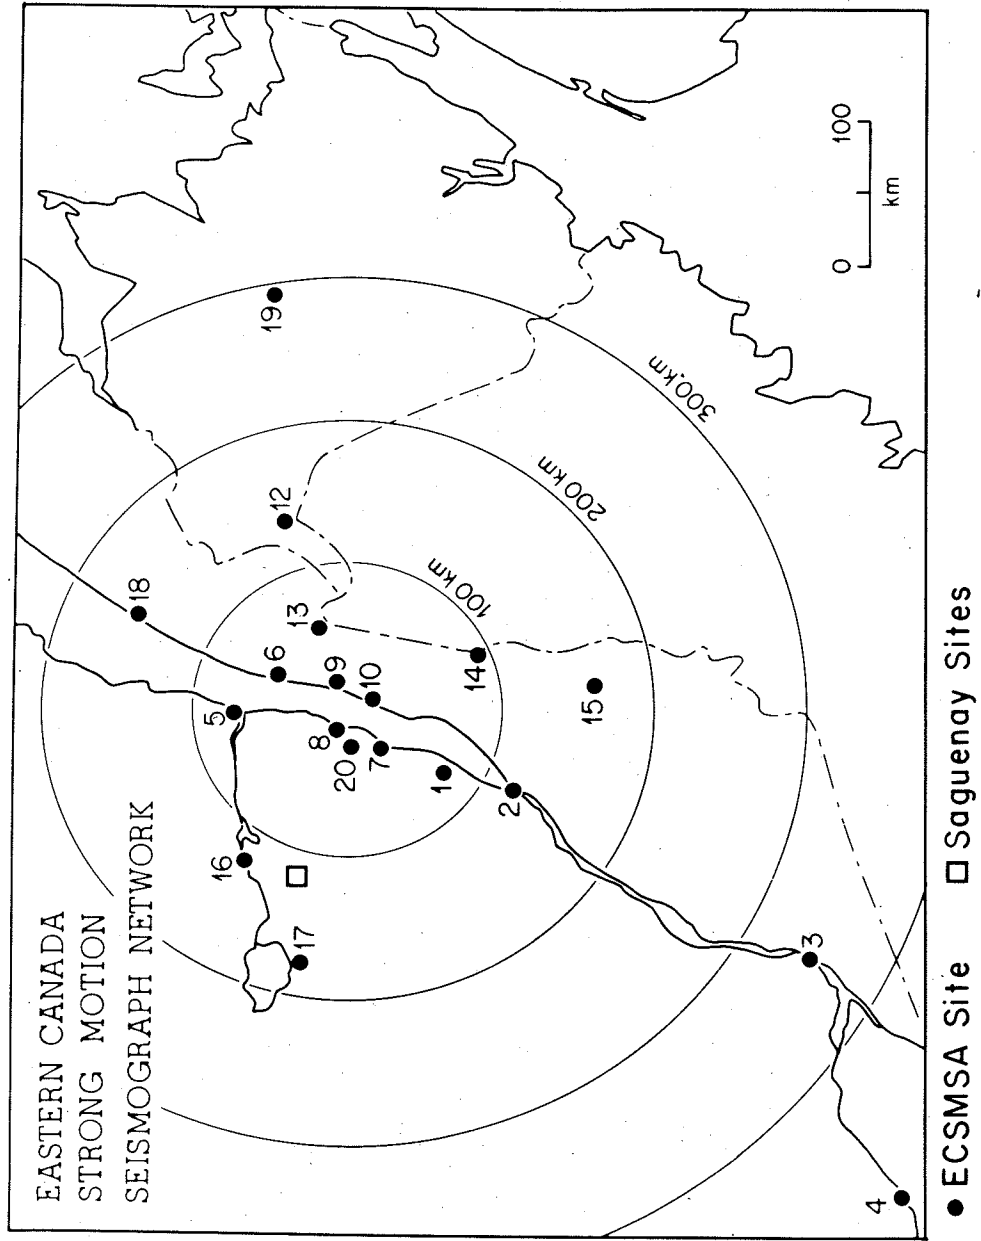 EASTERN CANADA
STRONG MOTION
SEISMOGRAPH NETWORK
18
12
19
5
6
13
16
8
9
20
10
7
17
1
14
100 km
2
15
200 km
300 km
3
4
0 100
km
ECSMSA Site Saguenay Sites